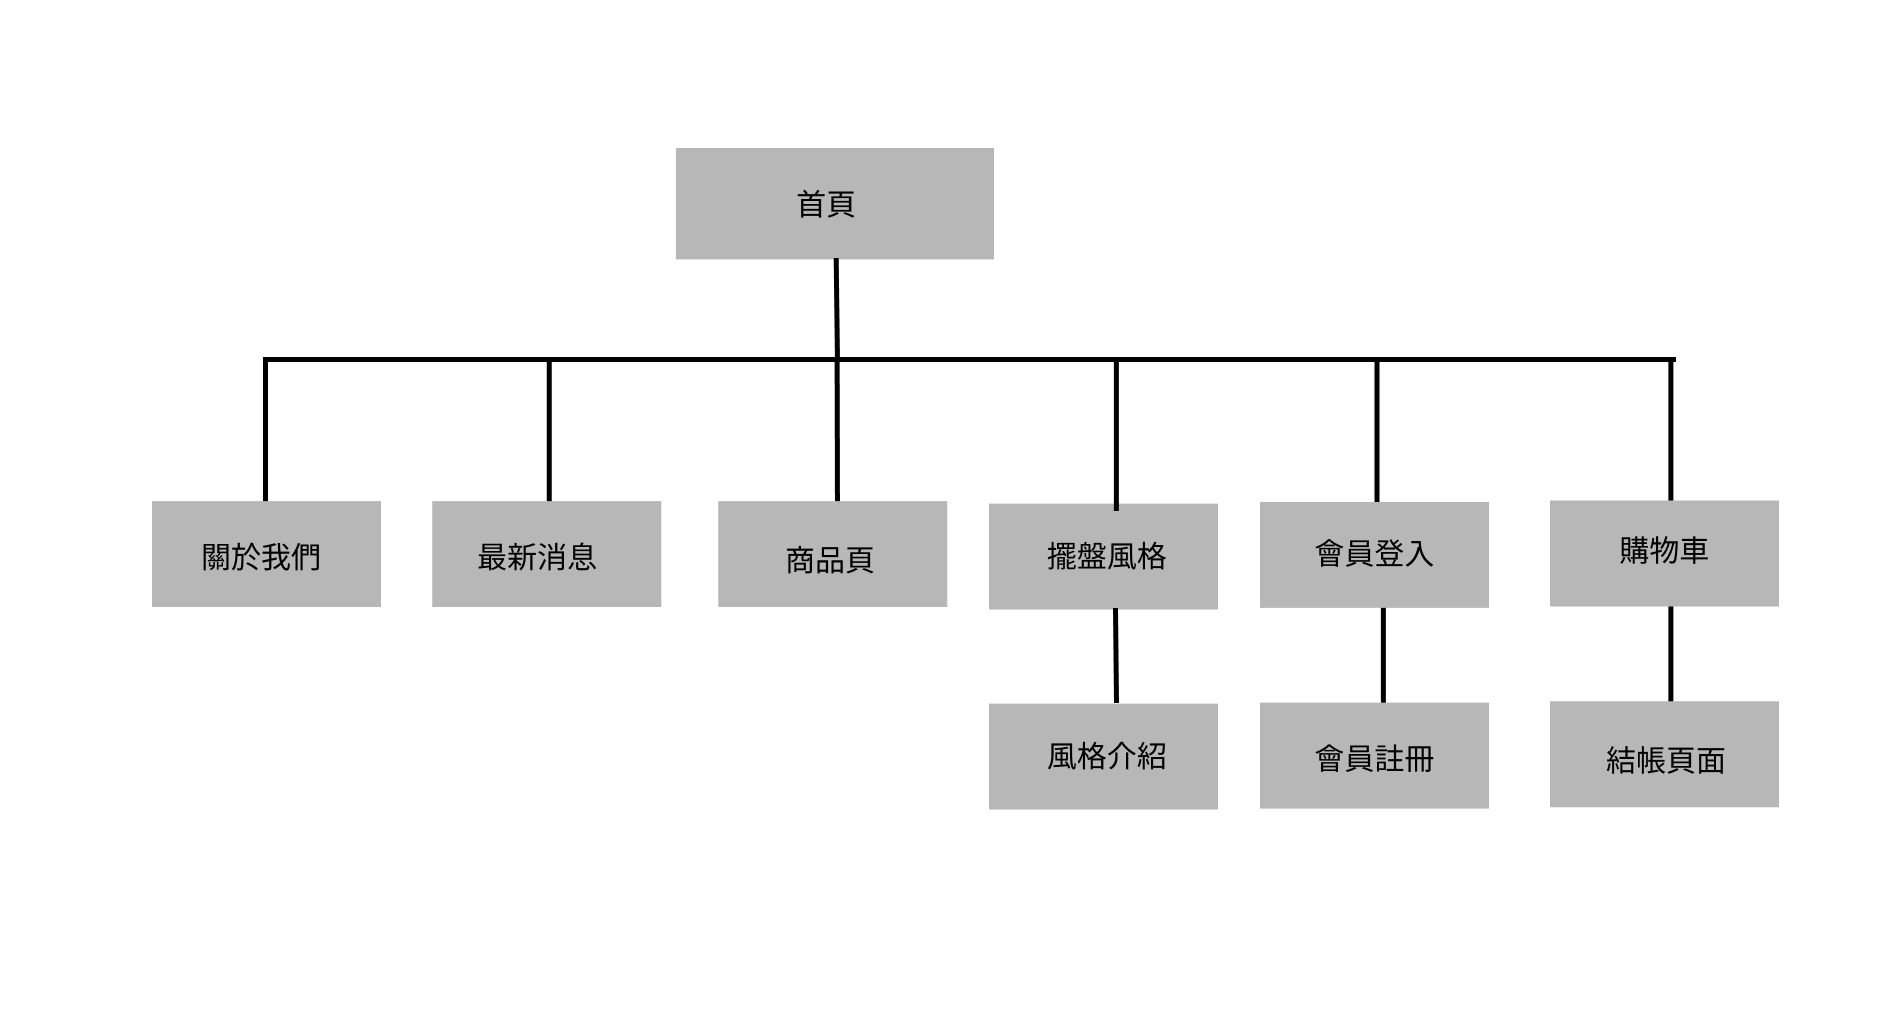 首頁
關於我們
最新消息
商品頁
擺盤風格
會員登入
購物車
風格介紹
會員註冊
結帳頁面